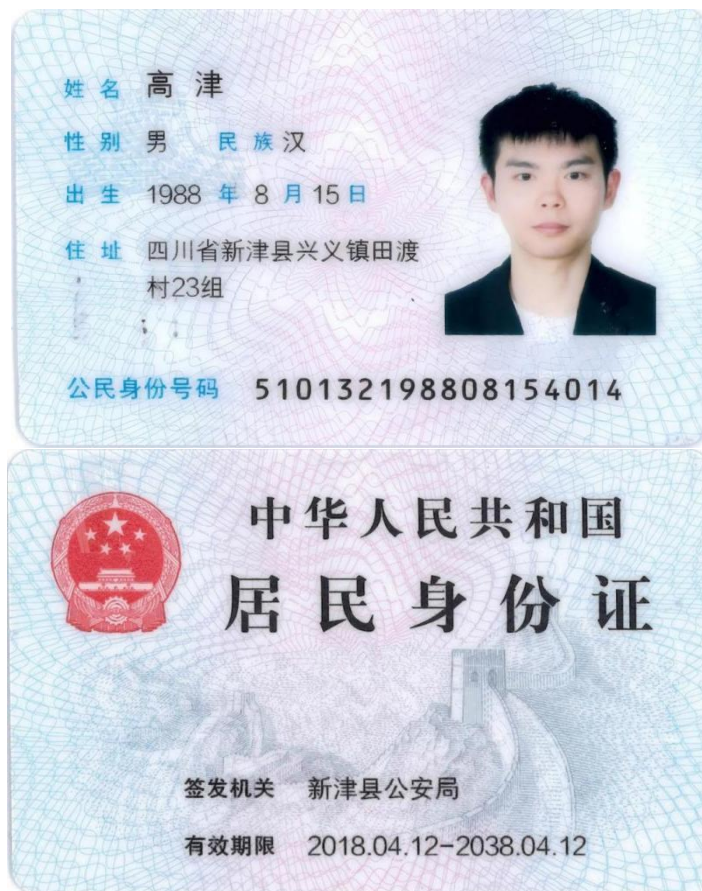 姓名 高津
性别 男 民族 汉
出生 1988 年 8 月 15 日
住址 四川省新津县兴义镇田渡
村23组
公民身份号码 510132198808154014
中华人民共和国
居民身份证
签发机关 新津县公安局
有效期限 2018.04.12-2038.04.12